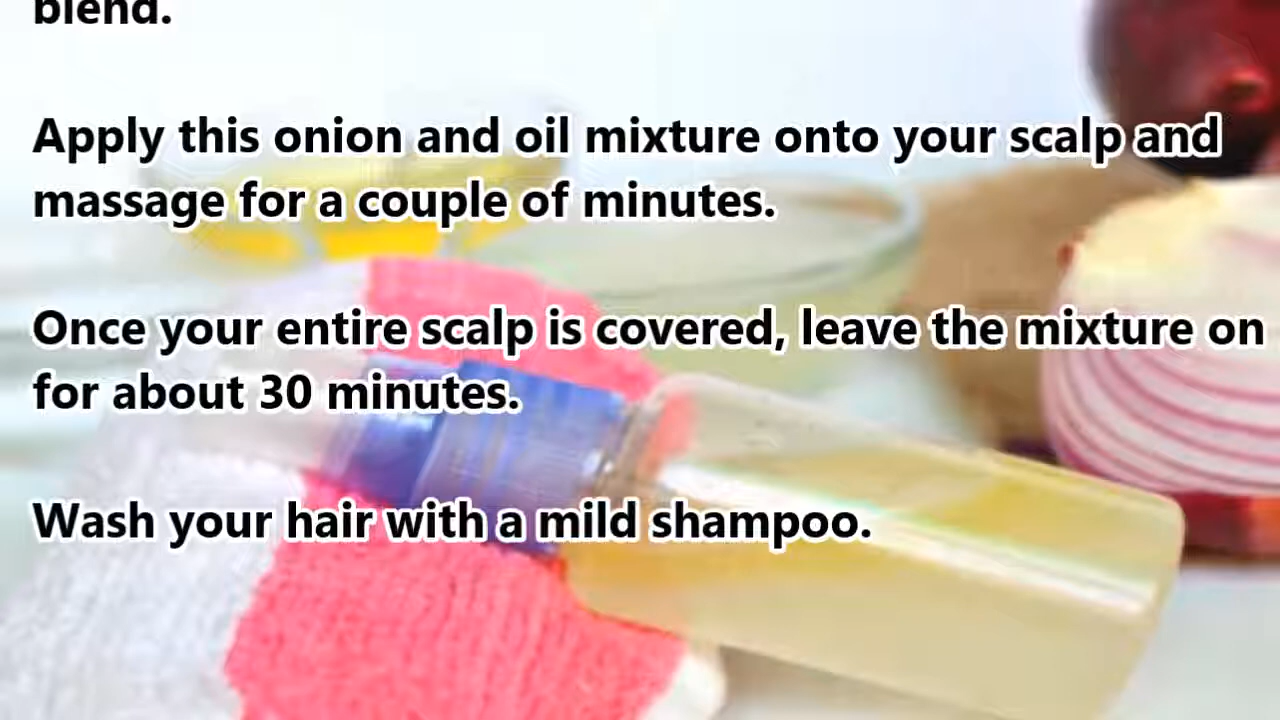 blend.
Apply this onion and oil mixture onto your scalp and
massage for a couple of minutes.
Once your entire scalp is covered, leave the mixture on
for about 30 minutes.
Wash your hair with a mild shampoo.